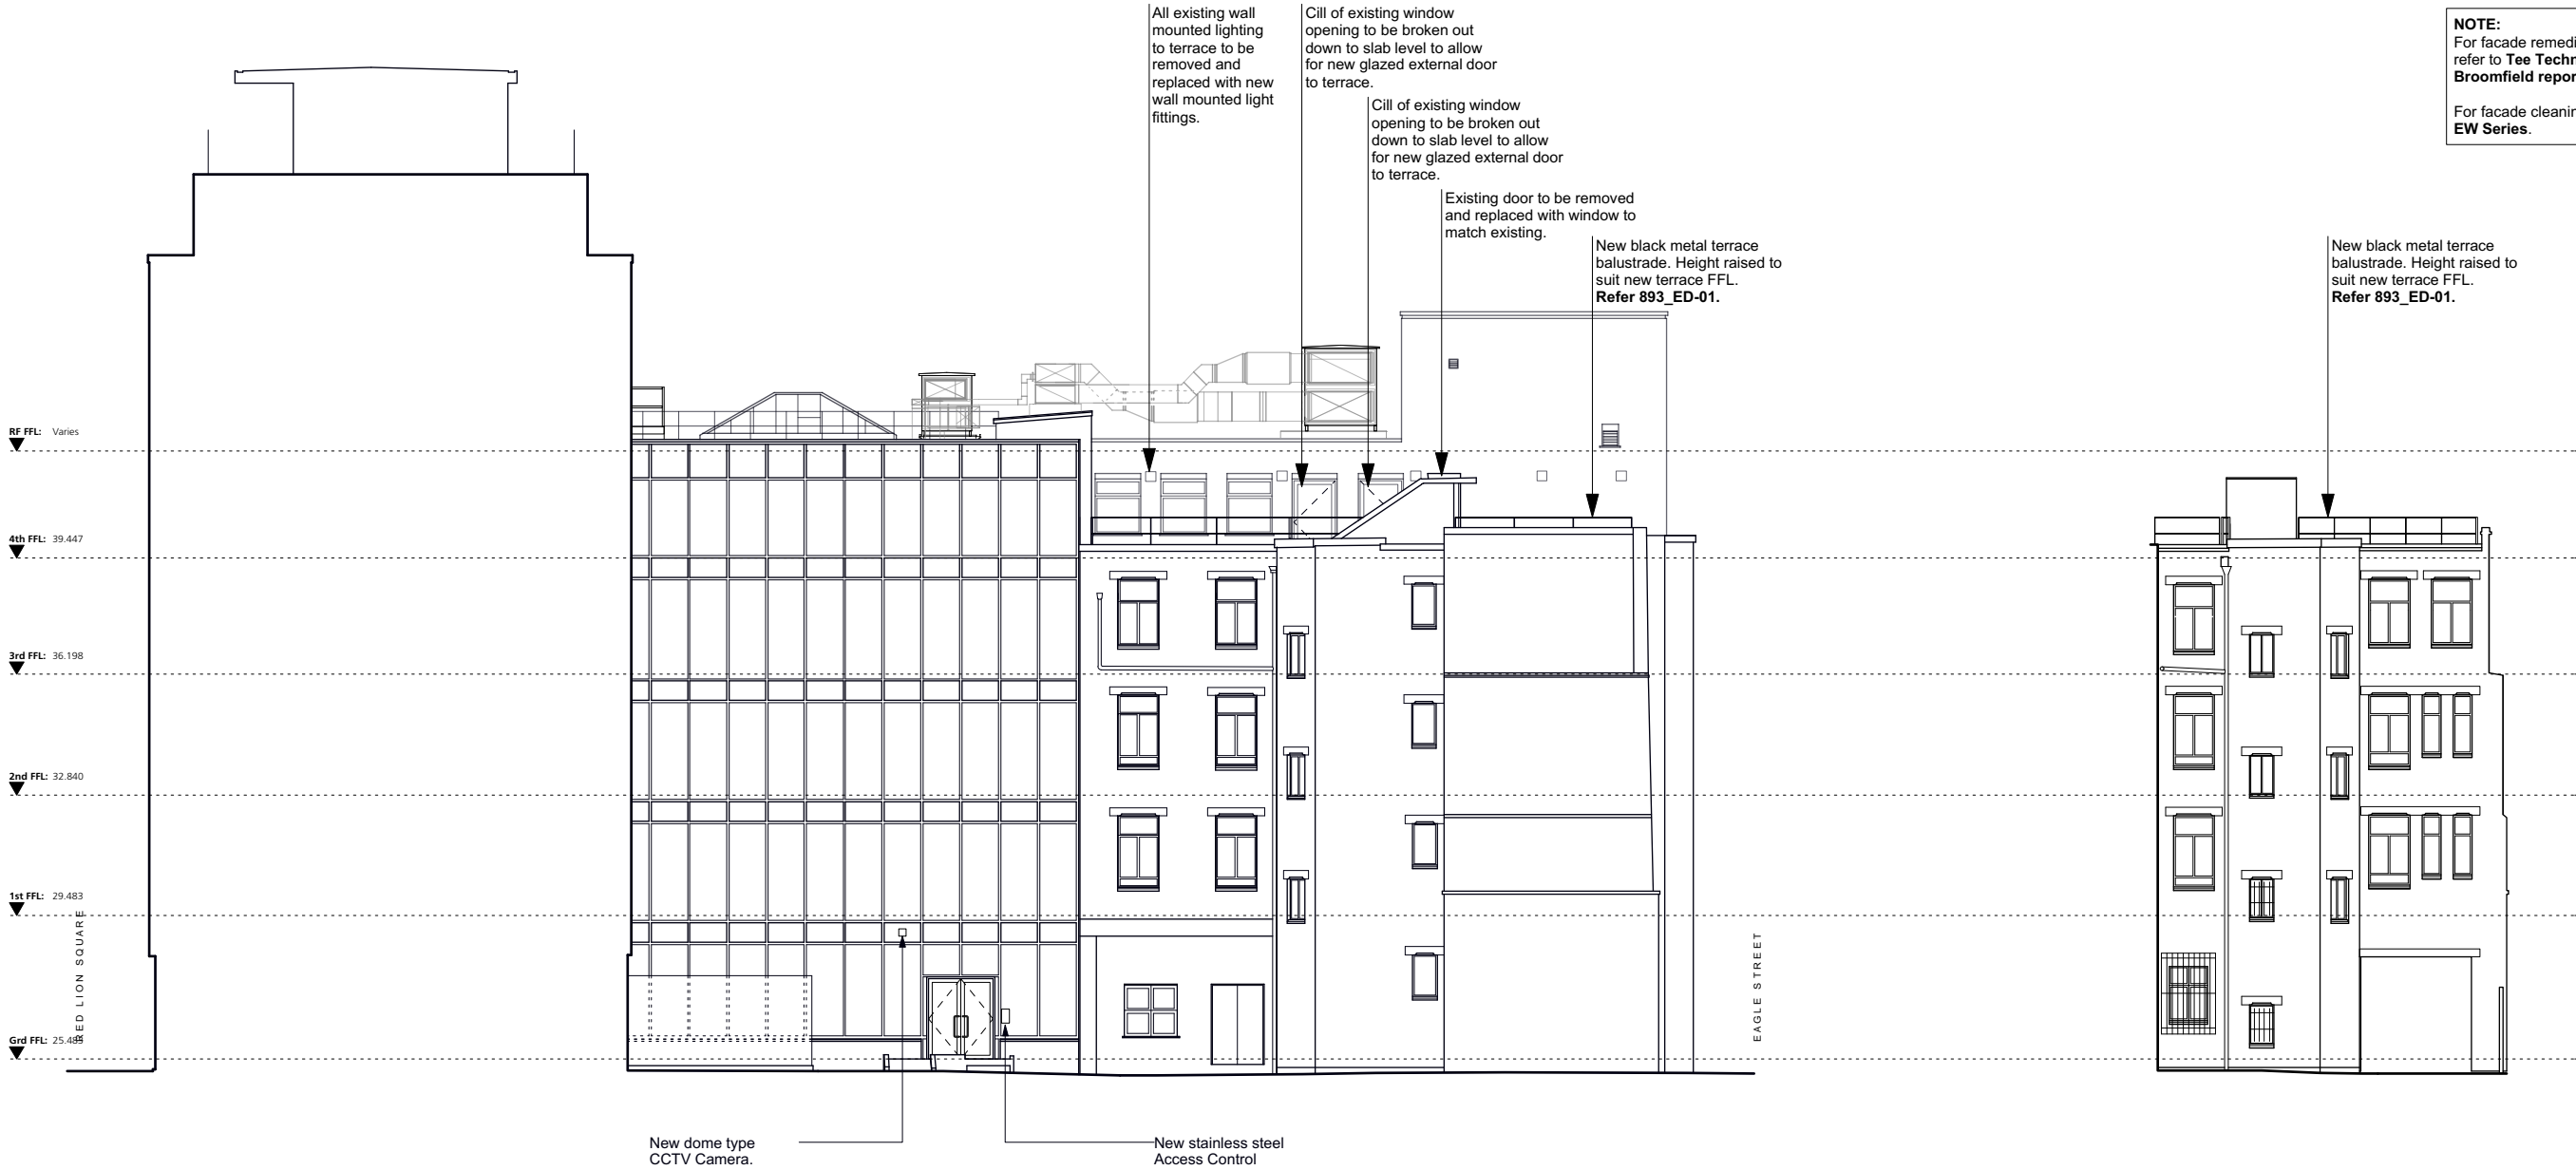 All existing wall
mounted lighting
to terrace to be
removed and
replaced with new
wall mounted light
fittings.
Cill of existing window
opening to be broken out
down to slab level to allow
for new glazed external door
to terrace.
Cill of existing window
opening to be broken out
down to slab level to allow
for new glazed external door
to terrace.
Existing door to be removed
and replaced with window to
match existing.
New black metal terrace
balustrade. Height raised to
suit new terrace FFL.
Refer 893_ED-01.
New black metal terrace
balustrade. Height raised to
suit new terrace FFL.
Refer 893_ED-01.
NOTE:
For facade remedi
refer to Tee Techn
Broomfield repor
For facade cleanin
EW Series.
RF FFL: Varies
4th FFL: 39.447
3rd FFL: 36.198
2nd FFL: 32.840
1st FFL: 29.483
Grd FFL:
RED LION SQUARE
EAGLE STREET
New dome type
CCTV Camera.
New stainless steel
Access Control